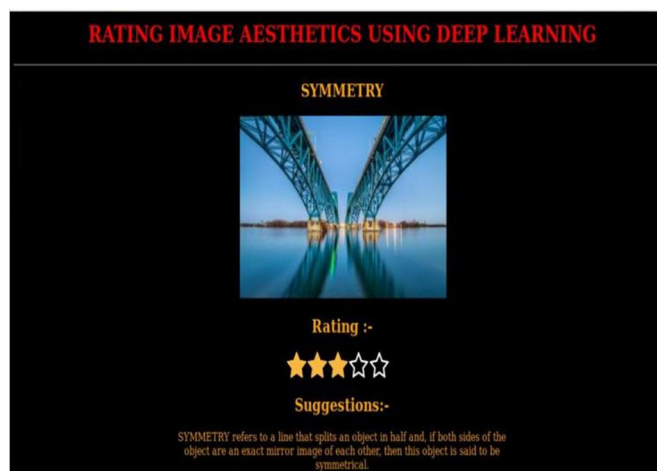 RATING IMAGE AESTHETICS USING DEEP LEARNING
SYMMETRY
Rating :-
Suggestions:-
SYMMETRY refers to a line that splits an object in half and, if both sides of the
object are an exact mirror image of each other, then this object is said to be
symmetrical.